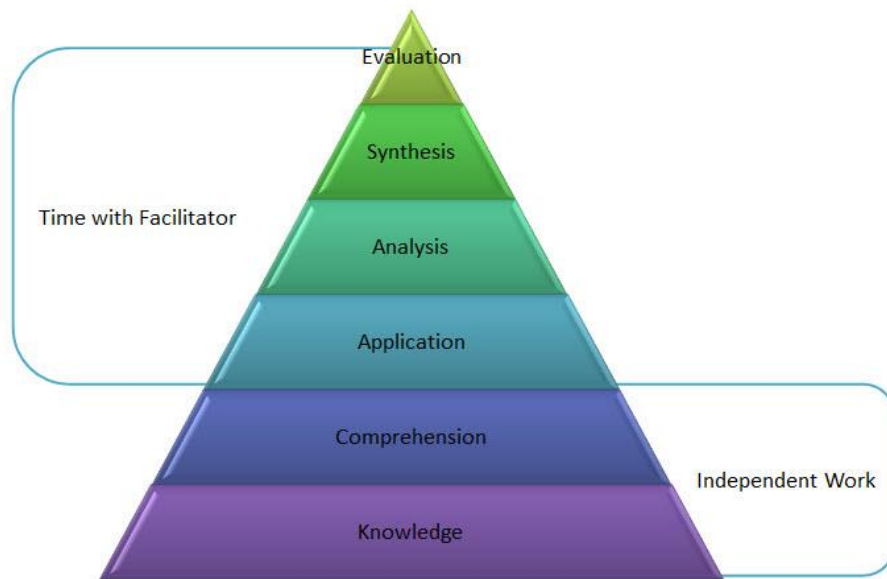 Evaluation
Synthesis
Time with Facilitator
Analysis
Application
Comprehension
Independent Work
Knowledge